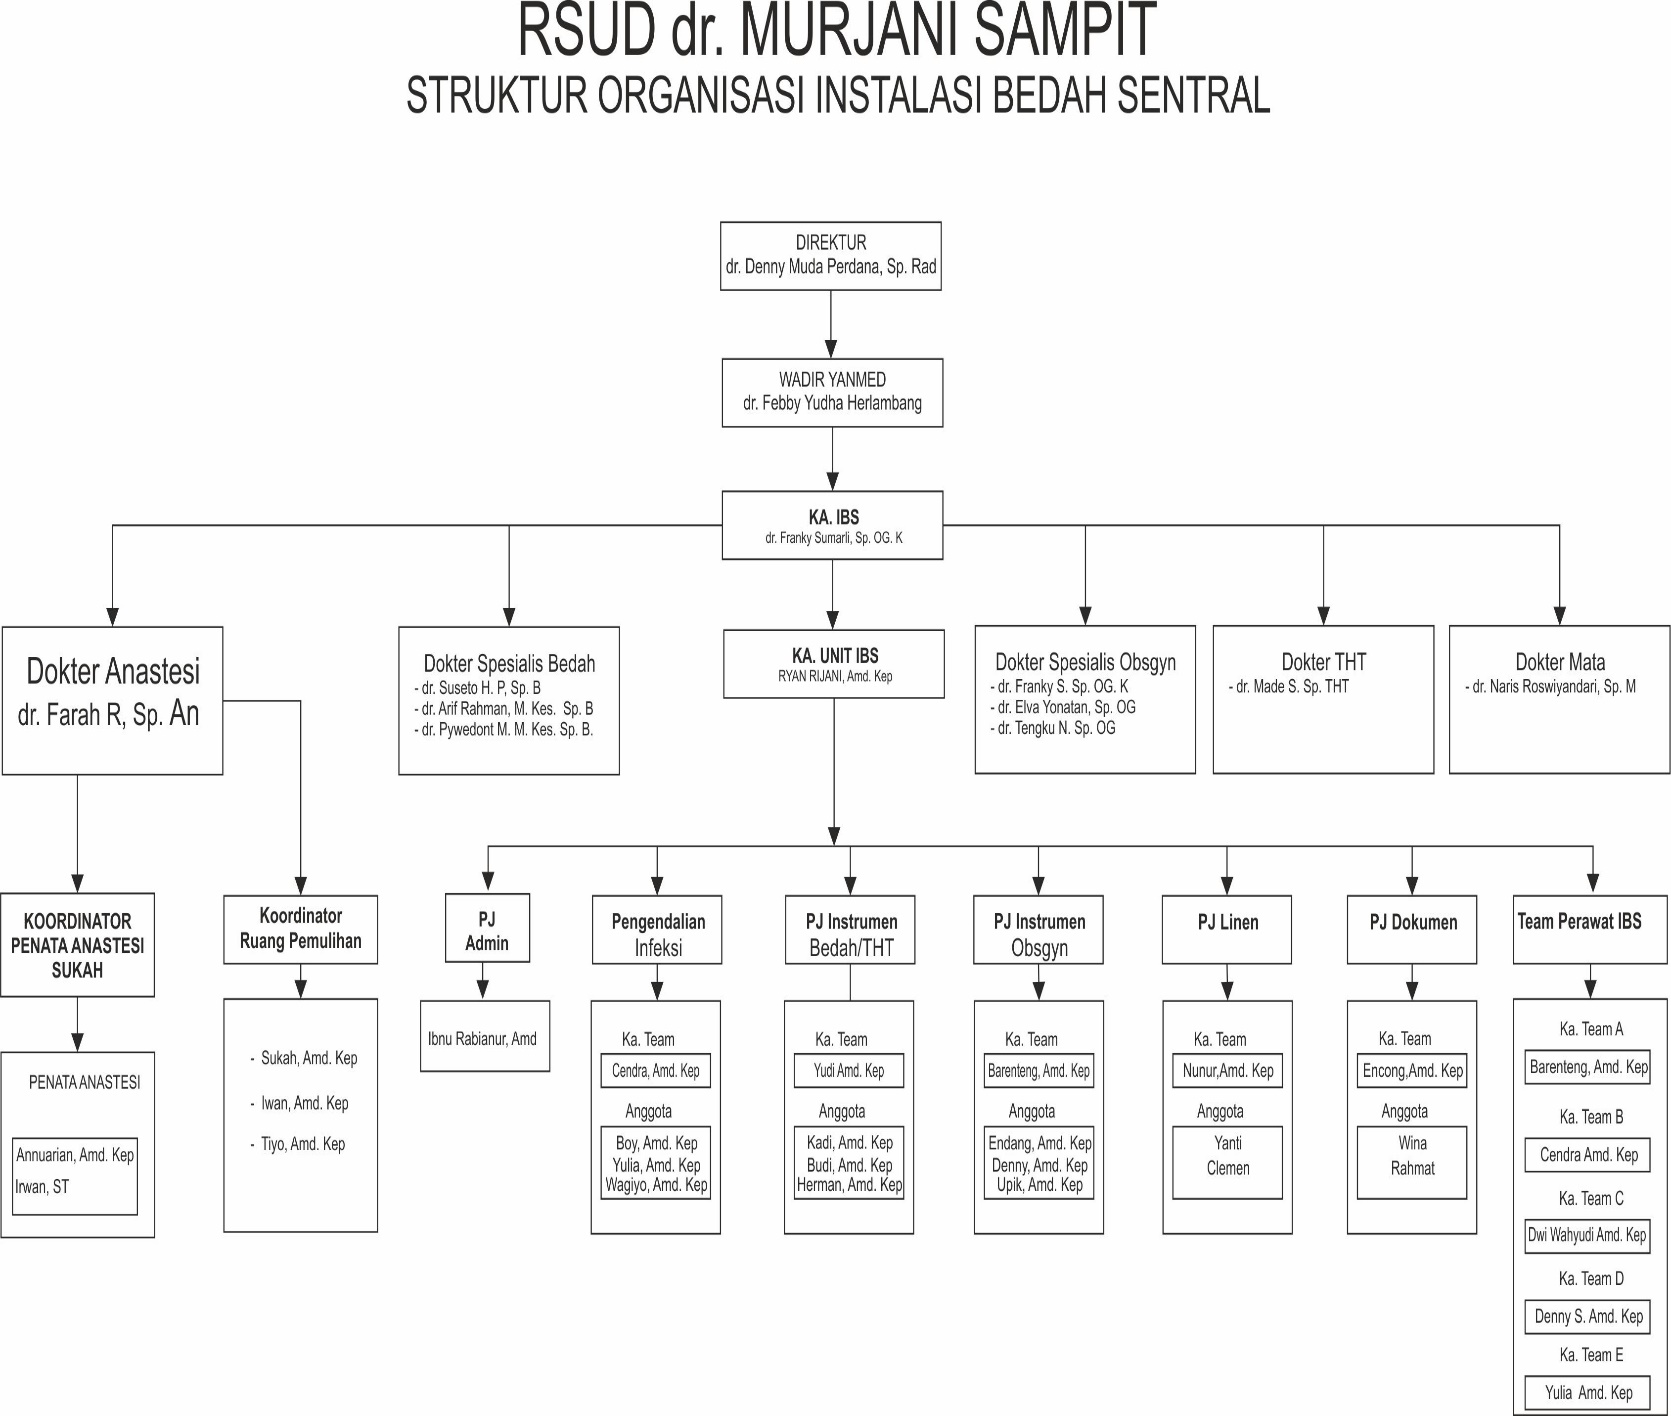 RSUD dr. MURJANI SAMPIT
STRUKTUR ORGANISASI INSTALASI BEDAH SENTRAL
DIREKTUR
dr. Denny Muda Perdana, Sp. Rad
WADIR YANMED
dr. Febby Yudha Herlambang
KA. IBS
dr. Franky Sumarli, Sp. OG. K
Dokter Anastesi
dr. Farah R, Sp. An
Dokter Spesialis Bedah
- dr. Suseto H. P, Sp. B
- dr. Arif Rahman, M. Kes. Sp. B
- dr. Pywedont M. M. Kes. Sp. B.
KA. UNIT IBS
RYAN RIJANI, Amd. Kep
Dokter Spesialis Obsgyn
- dr. Franky S. Sp. OG. K
- dr. Elva Yonatan, Sp. OG
- dr. Tengku N. Sp. OG
Dokter THT
- dr. Made S. Sp. THT
Dokter Mata
- dr. Naris Roswiyandari, Sp. M
KOORDINATOR
PENATA ANASTESI
SUKAH
PENATA ANASTESI
Annuarian, Amd. Kep
Irwan, ST
Koordinator
Ruang Pemulihan
- Sukah, Amd. Kep
- Iwan, Amd. Kep
- Tiyo, Amd. Kep
PJ
Admin
Ibnu Rabianur, Amd
Pengendalian
Infeksi
Ka. Team
Cendra, Amd. Kep
Anggota
Boy, Amd. Kep
Yulia, Amd. Kep
Wagiyo, Amd. Kep
PJ Instrumen
Bedah/THT
Ka. Team
Yudi Amd. Kep
Anggota
Kadi, Amd. Kep
Budi, Amd. Kep
Herman, Amd. Kep
PJ Instrumen
Obsgyn
Ka. Team
Barenteng, Amd. Kep
Anggota
Endang, Amd. Kep
Denny, Amd. Kep
Upik, Amd. Kep
PJ Linen
Ka. Team
Nunur,Amd. Kep
Anggota
Yanti
Clemen
PJ Dokumen
Ka. Team
Encong,Amd. Kep
Anggota
Wina
Rahmat
Team Perawat IBS
Ka. Team A
Barenteng, Amd. Kep
Ka. Team B
Cendra Amd. Kep
Ka. Team C
Dwi Wahyudi Amd. Kep
Ka. Team D
Denny S. Amd. Kep
Ka. Team E
Yulia Amd. Kep